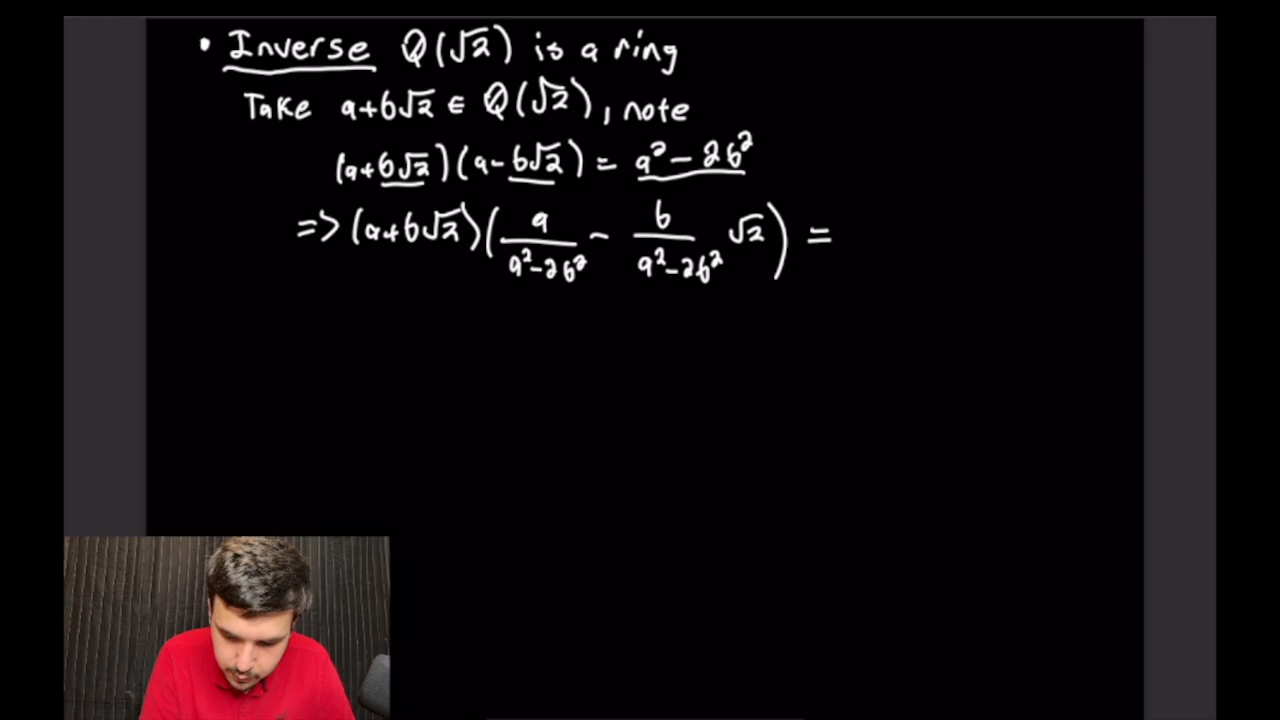 • Inverse Q(√2) is a ring
Take a+b√2 ∈ Q(√2), note
(a+b√2)(a-b√2) = a² - 2b²
=> (a+b√2)(a/(a²-2b²) - b/(a²-2b²) √2) =